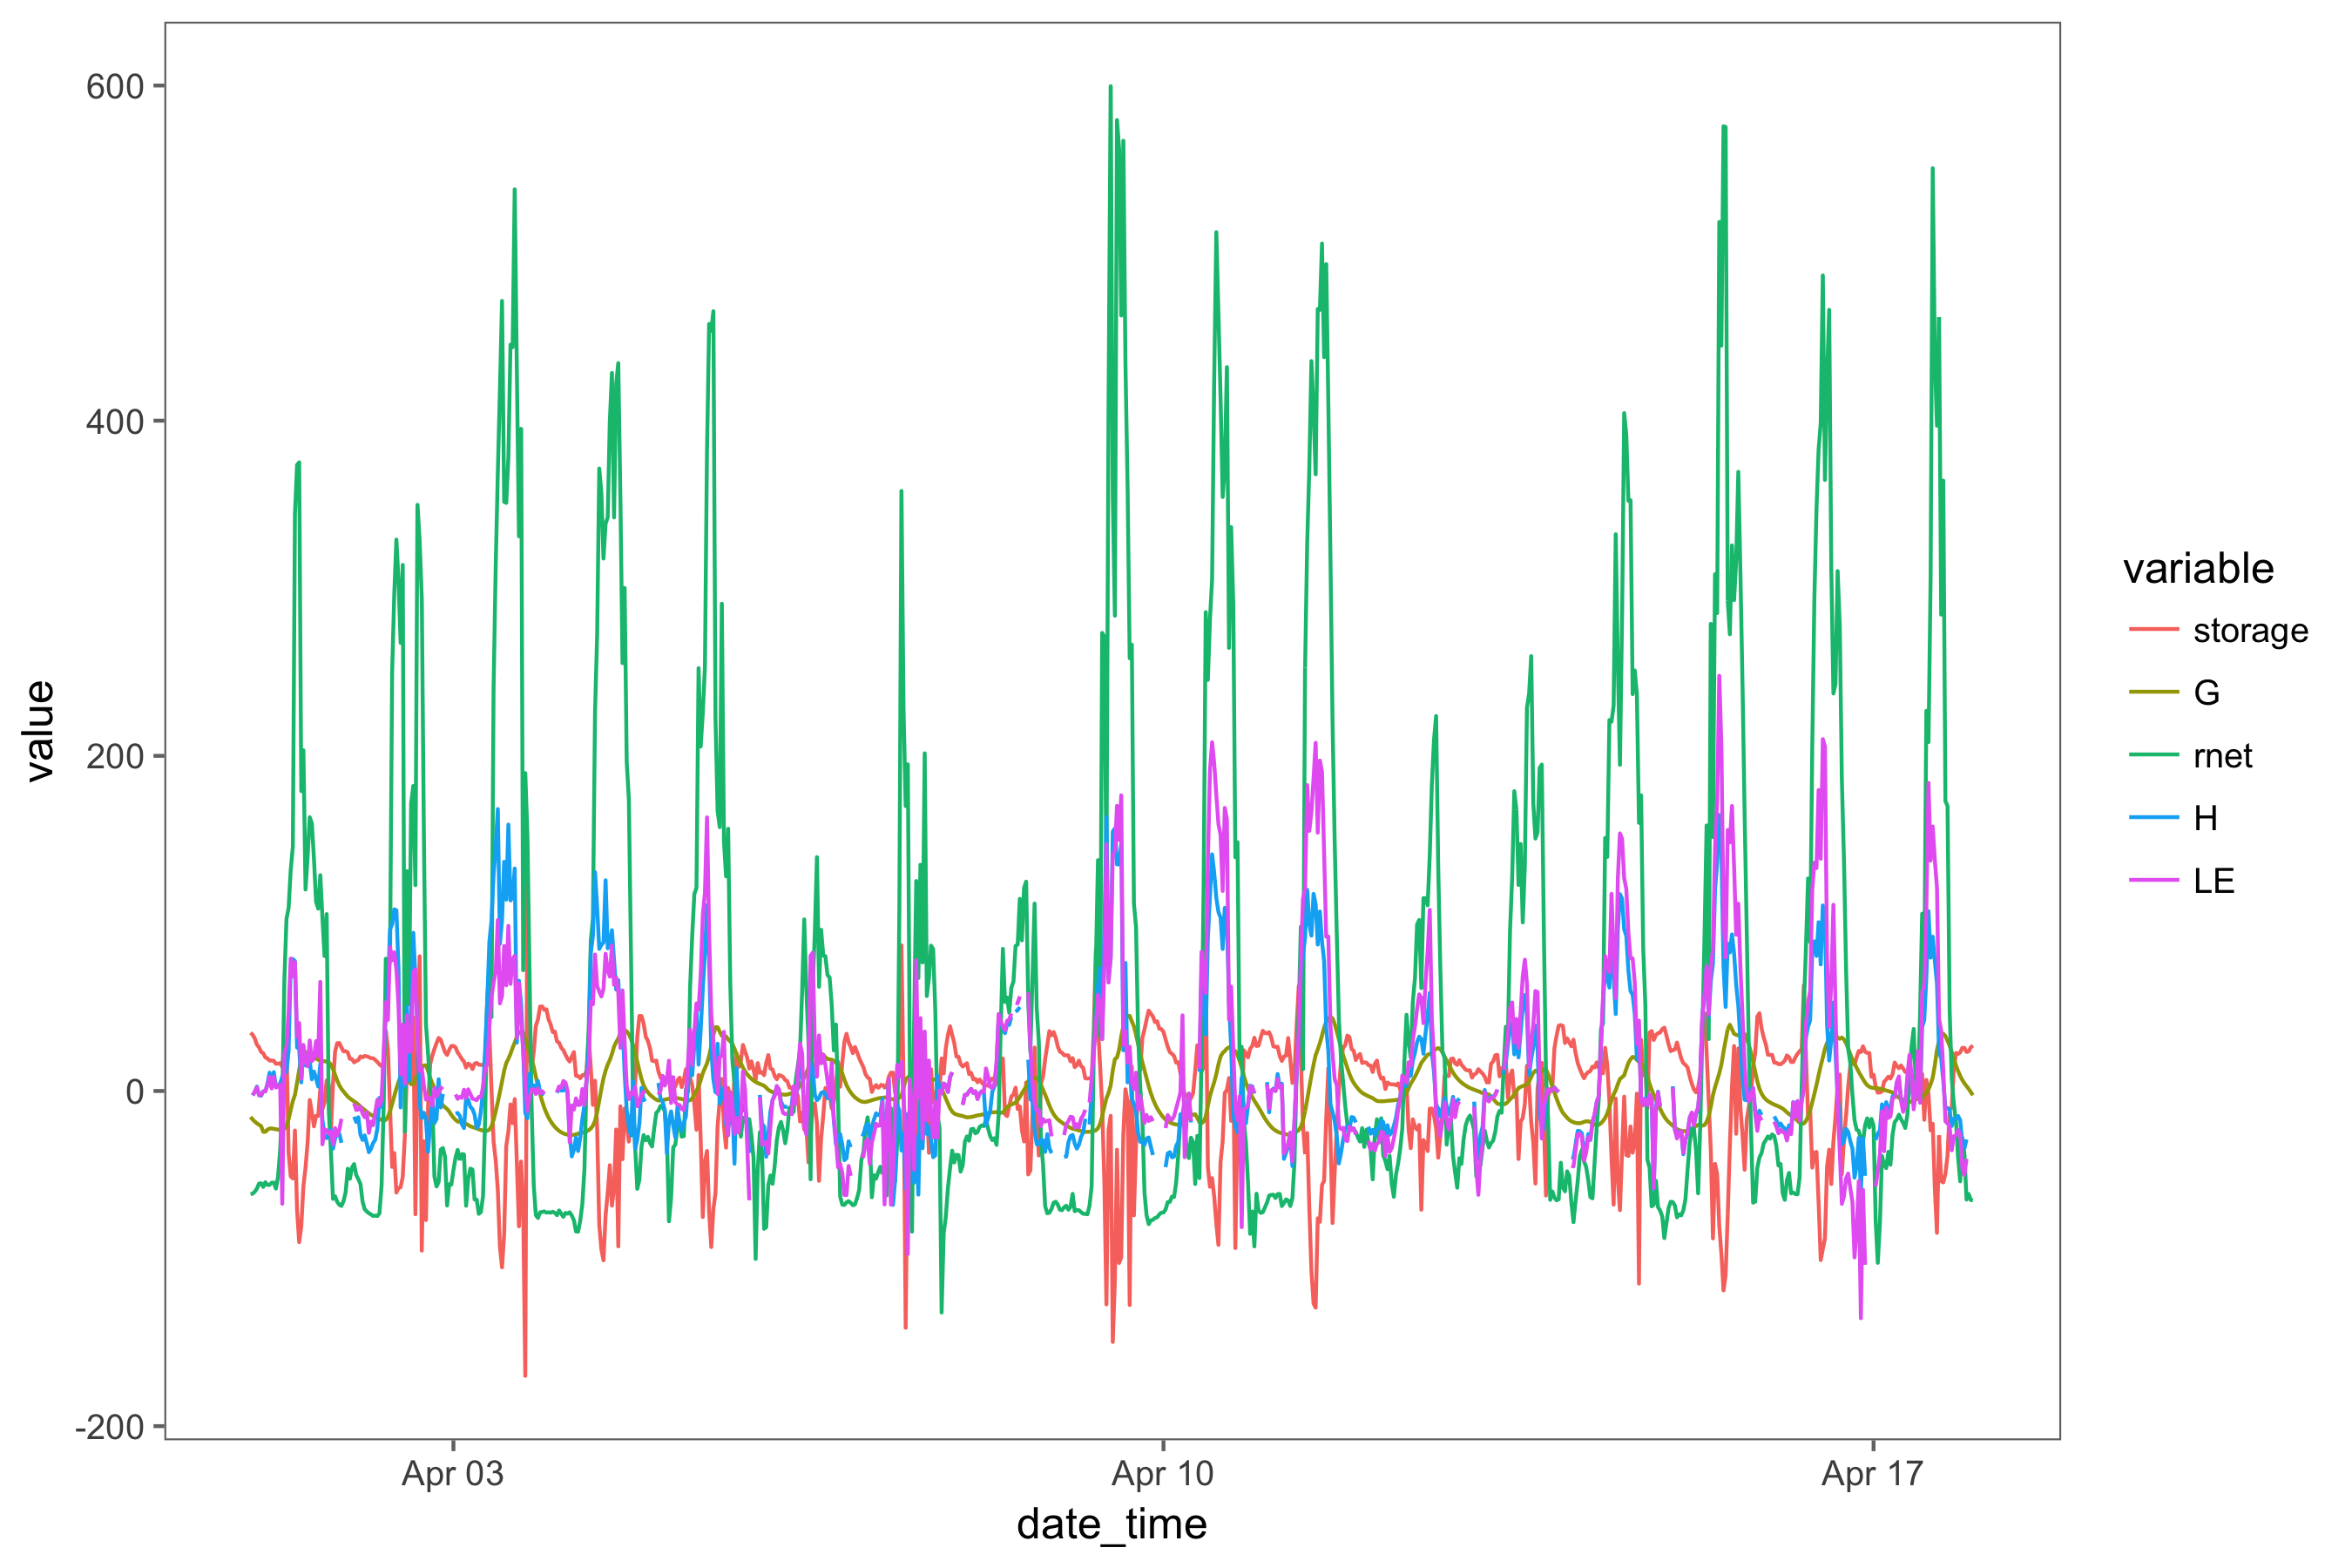 600
400
200
0
-200
value
Apr 03
Apr 10
Apr 17
date_time
variable
storage
G
rnet
H
LE